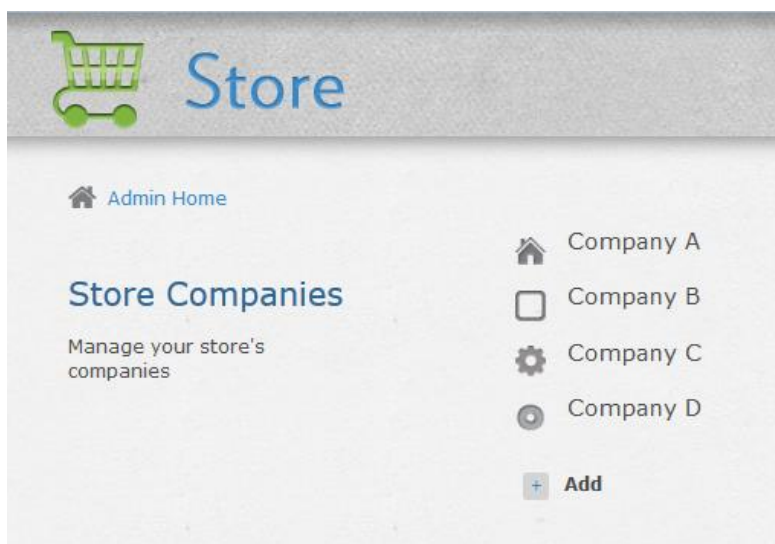 Store
Admin Home
Store Companies
Manage your store's
companies
Company A
Company B
Company C
Company D
+ Add